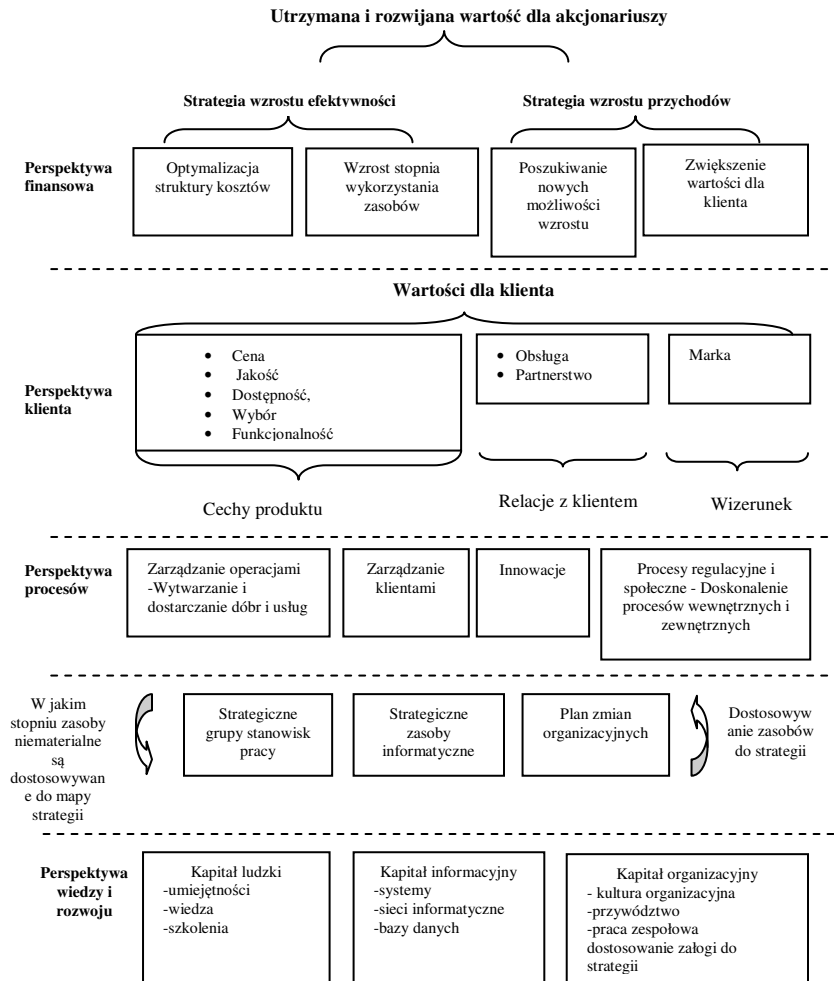 Utrzymana i rozwijana wartość dla akcjonariuszy
Strategia wzrostu efektywności
Strategia wzrostu przychodów
Perspektywa
finansowa
Optymalizacja
struktury kosztów
Wzrost stopnia
wykorzystania
zasobów
Poszukiwanie
nowych
możliwości
wzrostu
Zwiększenie
wartości dla
klienta
Wartości dla klienta
Perspektywa
klienta
• Cena
• Jakość
• Dostępność,
• Wybór
• Funkcjonalność
• Obsługa
• Partnerstwo
Marka
Cechy produktu
Relacje z klientem
Wizerunek
Perspektywa
procesów
Zarządzanie operacjami
-Wytwarzanie i
dostarczanie dóbr i usług
Zarządzanie
klientami
Innowacje
Procesy regulacyjne i
społeczne - Doskonalenie
procesów wewnętrznych i
zewnętrznych
W jakim
stopniu zasoby
niematerialne
są
dostosowywan
e do mapy
strategii
Strategiczne
grupy stanowisk
pracy
Strategiczne
zasoby
informatyczne
Plan zmian
organizacyjnych
Dostosowyw
anie zasobów
do strategii
Perspektywa
wiedzy i
rozwoju
Kapitał ludzki
-umiejętności
-wiedza
-szkolenia
Kapitał informacyjny
-systemy
-sieci informatyczne
-bazy danych
Kapitał organizacyjny
- kultura organizacyjna
-przywództwo
-praca zespołowa
dostosowanie załogi do
strategii